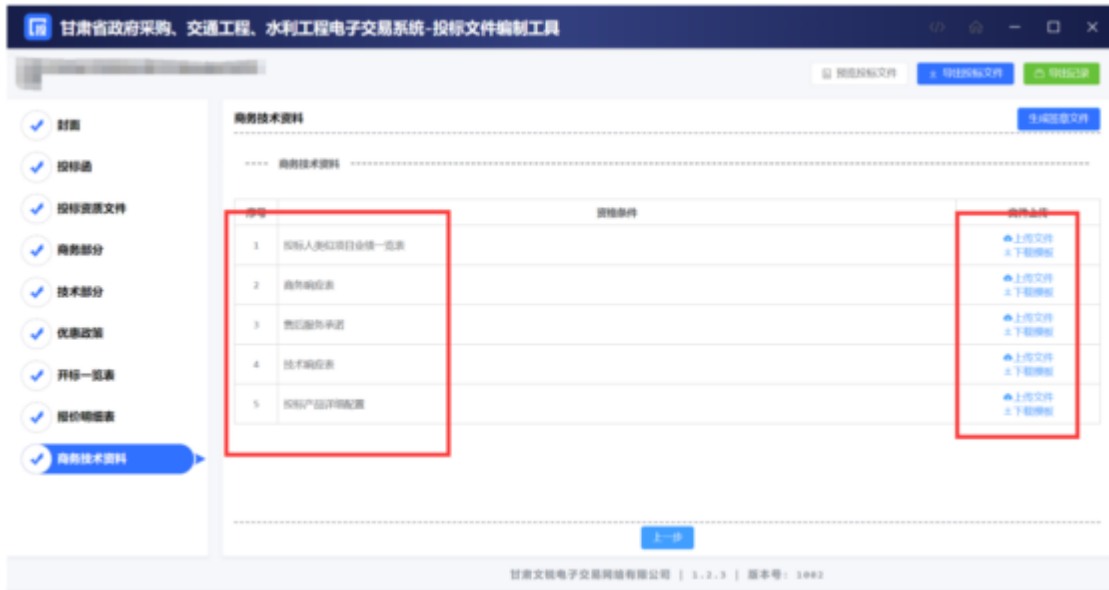 甘肃省政府采购、交通工程、水利工程电子交易系统-投标文件编制工具
预览投标文件 导出投标文件 导出记录
封面
投标函
投标资质文件
商务部分
技术部分
优惠政策
开标一览表
报价明细表
商务技术资料
商务技术资料 生成签章文件
商务技术资料
序号 资格条件 文件上传
1 投标人类似项目业绩一览表 上传文件
下载模板
2 商务响应表 上传文件
下载模板
3 售后服务承诺 上传文件
下载模板
4 技术响应表 上传文件
下载模板
5 投标产品详细配置 上传文件
下载模板
上一步
甘肃文锐电子交易网络有限公司 | 1.2.3 | 版本号: 1002